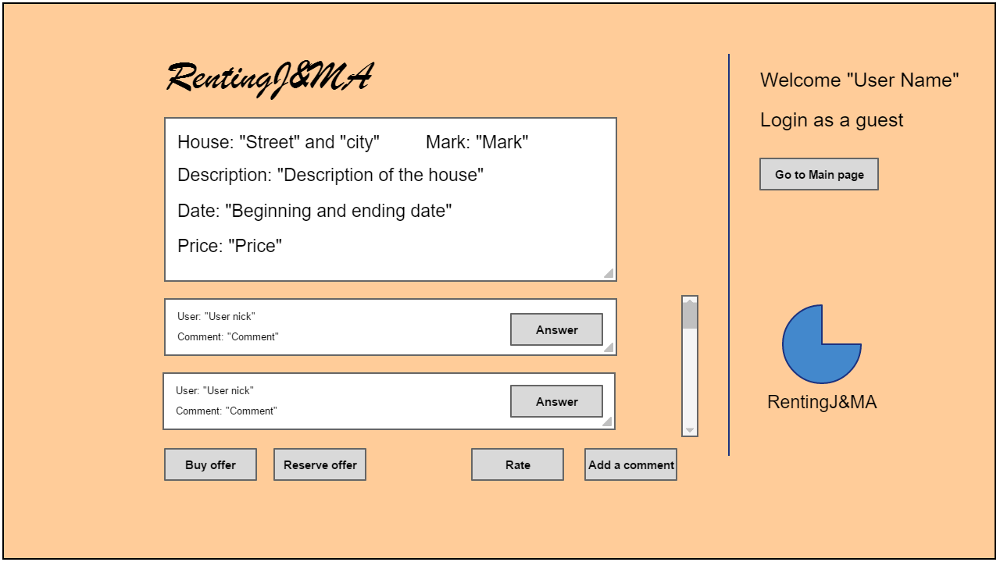 RentingJ&MA
House: "Street" and "city" Mark: "Mark"
Description: "Description of the house"
Date: "Beginning and ending date"
Price: "Price"
User: "User nick"
Comment: "Comment"
Answer
User: "User nick"
Comment: "Comment"
Answer
Buy offer Reserve offer Rate Add a comment
Welcome "User Name"
Login as a guest
Go to Main page
RentingJ&MA